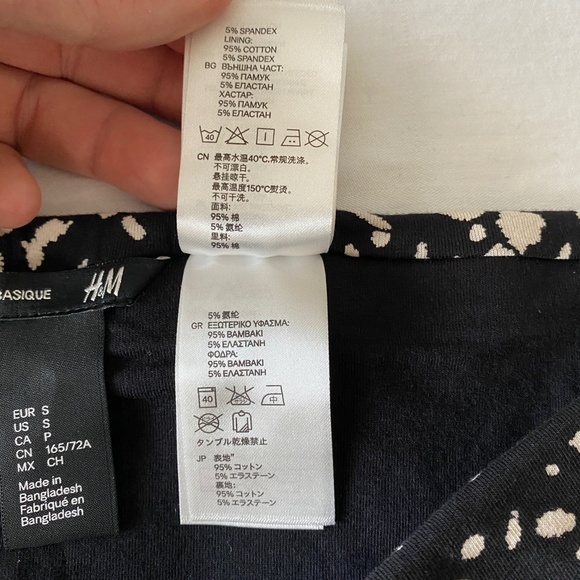 5% SPANDEX
LINING:
95% COTTON
5% SPANDEX
BG ВЪНШНА ЧАСТ:
95% ПАМУК
5% ЕЛАСТАН
ХАСТАР:
95% ПАМУК
5% ЕЛАСТАН
40
CN 最高水温40°C,常规洗涤。
不可漂白。
悬挂晾干。
最高温度150°C熨烫。
不可干洗。
面料:
95% 棉
5% 氨纶
里料:
95% 棉
5% 氨纶
GR ΕΞΩΤΕΡΙΚΟ ΥΦΑΣΜΑ:
95% ΒΑΜΒΑΚΙ
5% ΕΛΑΣΤΑΝΗ
ΦΟΔΡΑ:
95% ΒΑΜΒΑΚΙ
5% ΕΛΑΣΤΑΝΗ
40 中
タンブル乾燥禁止
JP 表地"
95% コットン
5% エラステーン
裏地:
95% コットン
5% エラステーン
BASIQUE H&M
EUR S
US S
CA P
CN 165/72A
MX CH
Made in
Bangladesh
Fabriqué en
Bangladesh